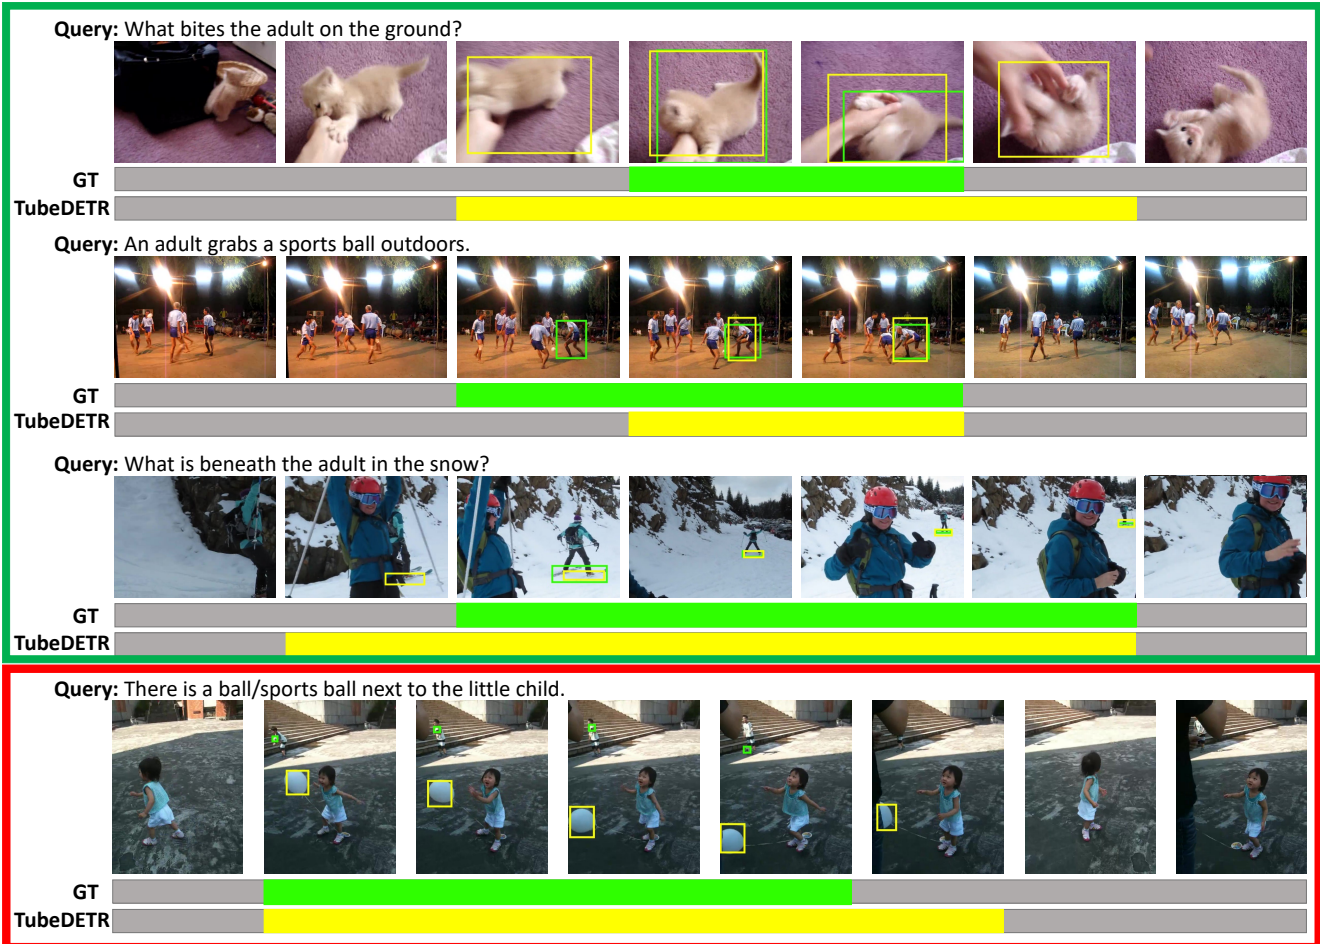 Query: What bites the adult on the ground?
GT
TubeDETR
Query: An adult grabs a sports ball outdoors.
GT
TubeDETR
Query: What is beneath the adult in the snow?
GT
TubeDETR
Query: There is a ball/sports ball next to the little child.
GT
TubeDETR